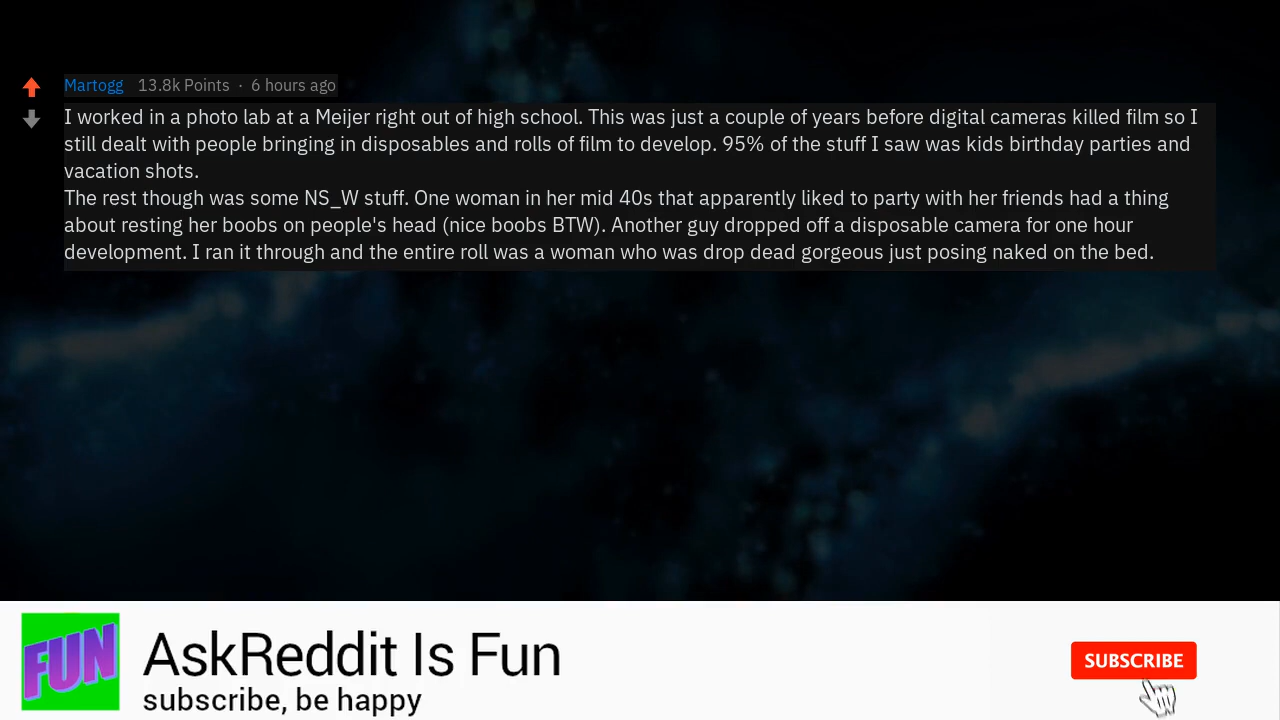 Martogg 13.8k Points · 6 hours ago
I worked in a photo lab at a Meijer right out of high school. This was just a couple of years before digital cameras killed film so I
still dealt with people bringing in disposables and rolls of film to develop. 95% of the stuff I saw was kids birthday parties and
vacation shots.
The rest though was some NS_W stuff. One woman in her mid 40s that apparently liked to party with her friends had a thing
about resting her boobs on people's head (nice boobs BTW). Another guy dropped off a disposable camera for one hour
development. I ran it through and the entire roll was a woman who was drop dead gorgeous just posing naked on the bed.
FUN
AskReddit Is Fun
subscribe, be happy
SUBSCRIBE